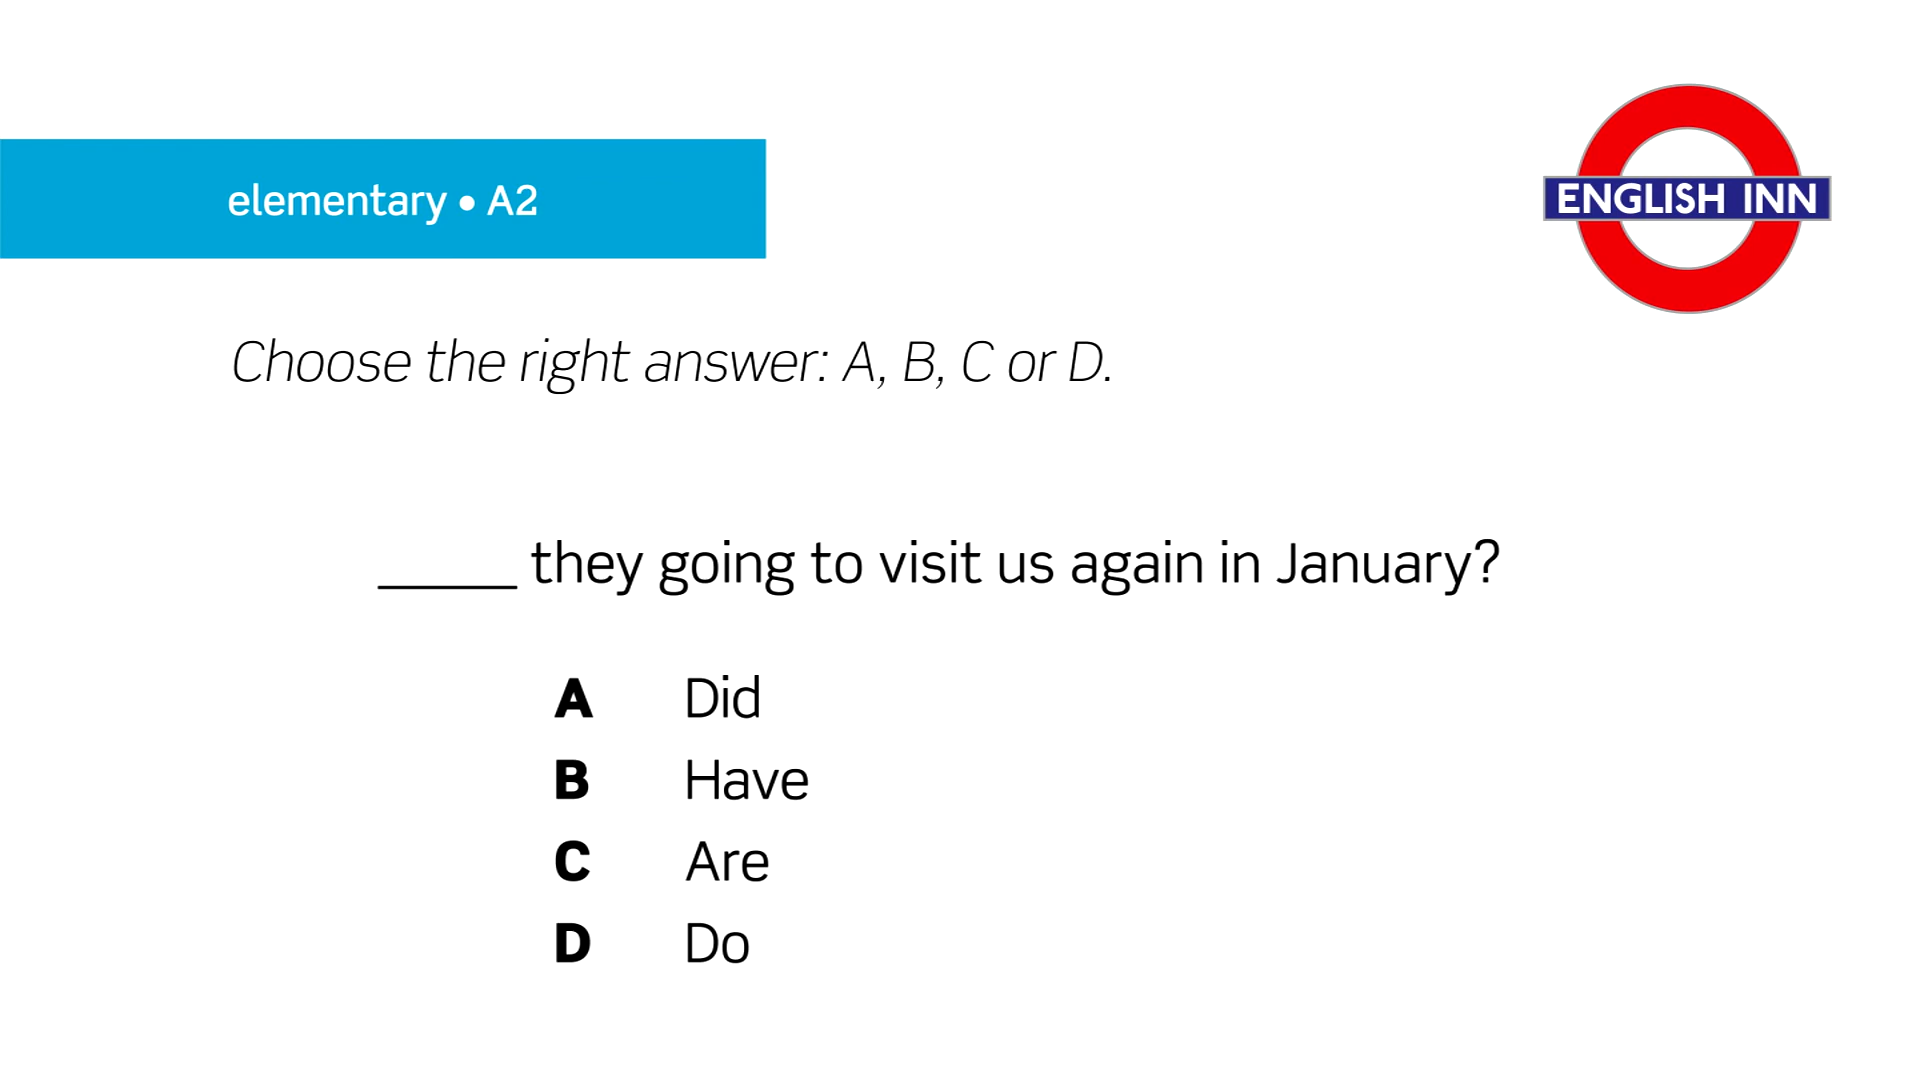 elementary • A2
ENGLISH INN
Choose the right answer: A, B, C or D.
_____ they going to visit us again in January?
A Did
B Have
C Are
D Do